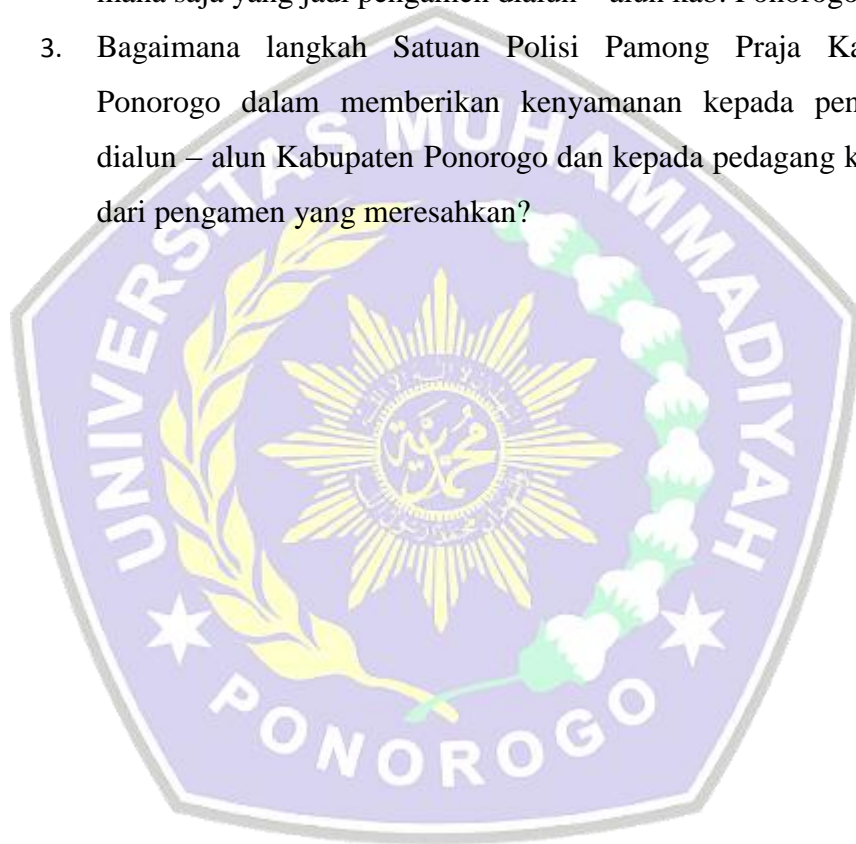 mana saja yang jadi pengamen dialun – alun kab. Ponorogo
3. Bagaimana langkah Satuan Polisi Pamong Praja Ka
Ponorogo dalam memberikan kenyamanan kepada pen
dialun – alun Kabupaten Ponorogo dan kepada pedagang k
dari pengamen yang meresahkan?
UNIVERSITAS MUHAMMADIYAH
محمدية
PONOROGO